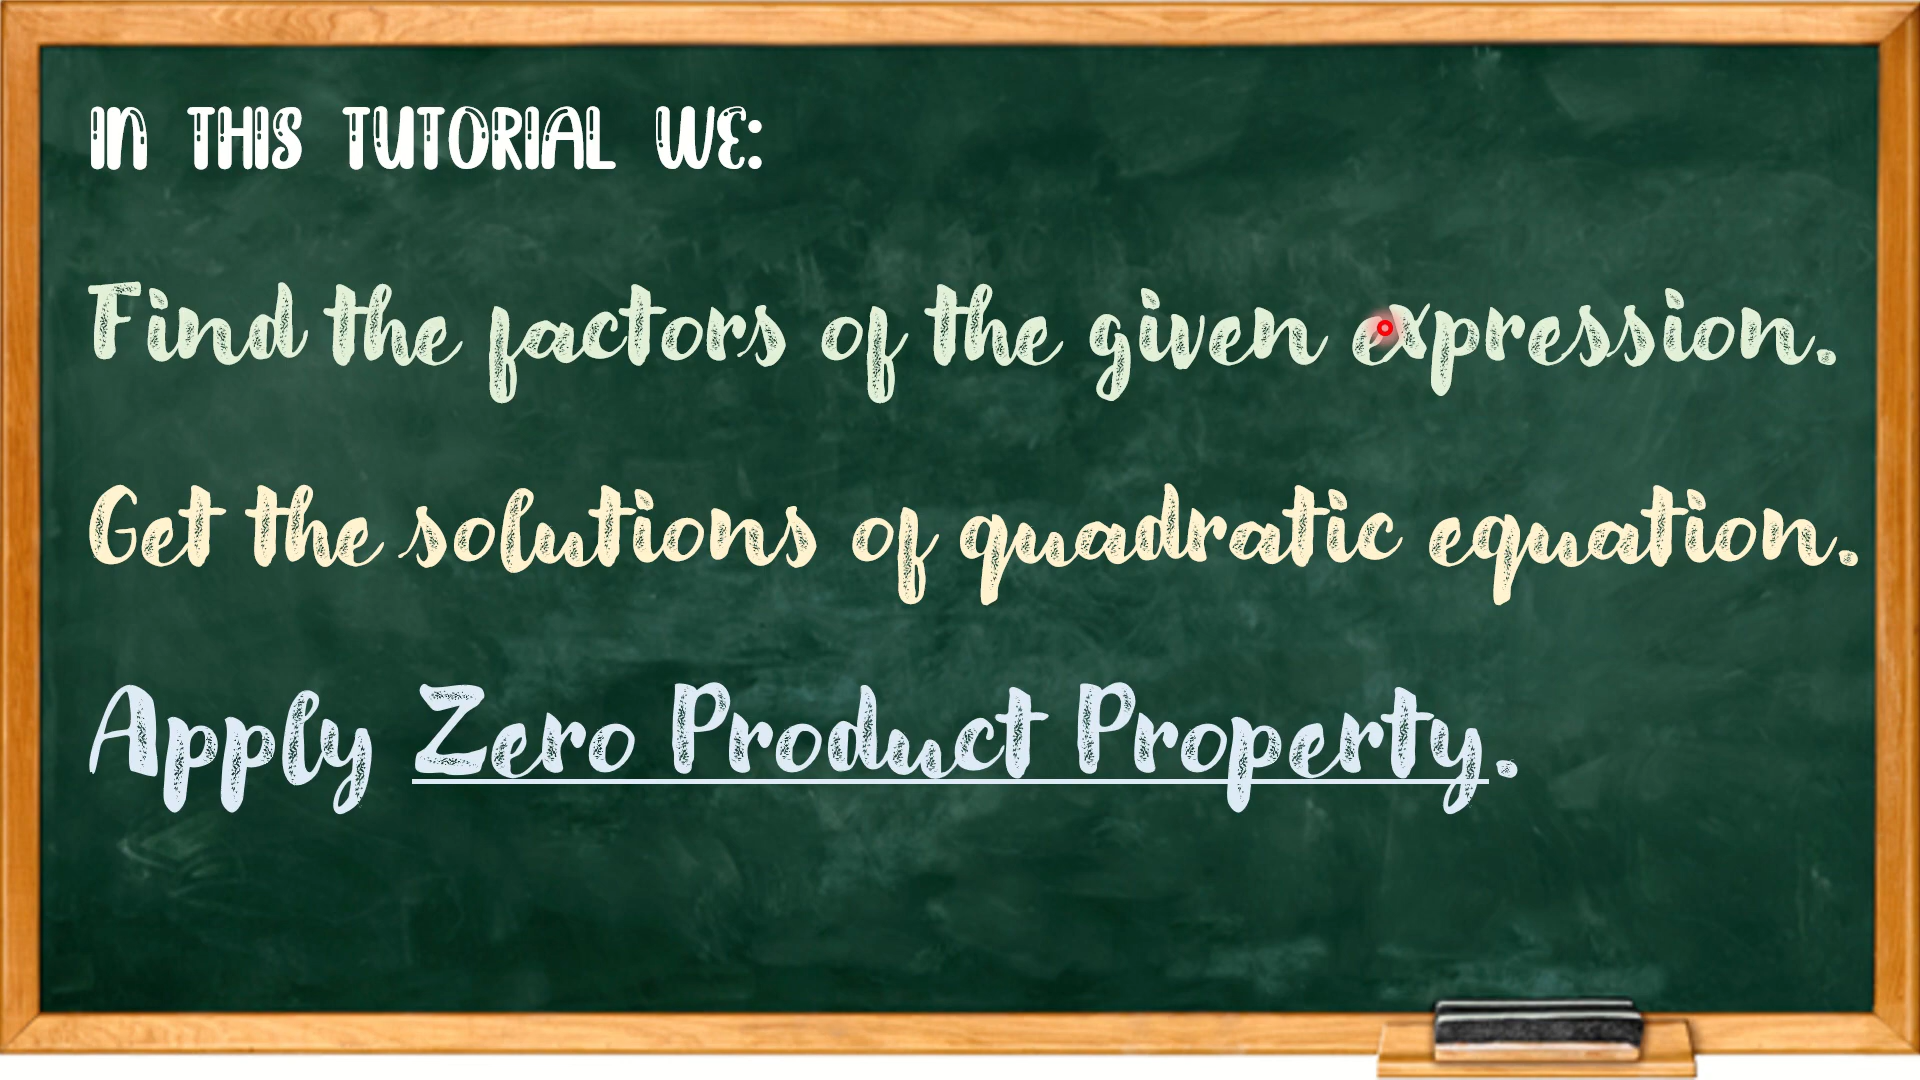 IN THIS TUTORIAL WE:
Find the factors of the given expression.
Get the solutions of quadratic equation.
Apply Zero Product Property.